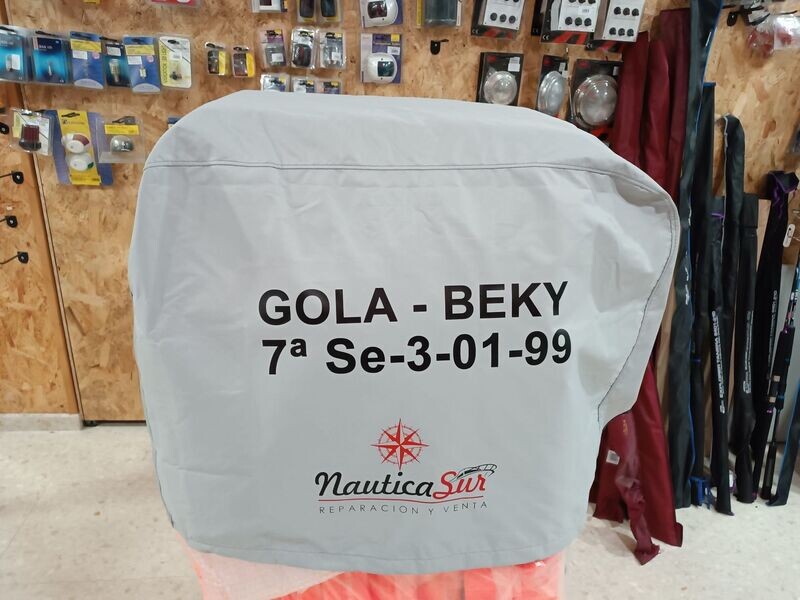 GOLA - BEKY
7ª Se-3-01-99
NauticaSur
REPARACION Y VENTA